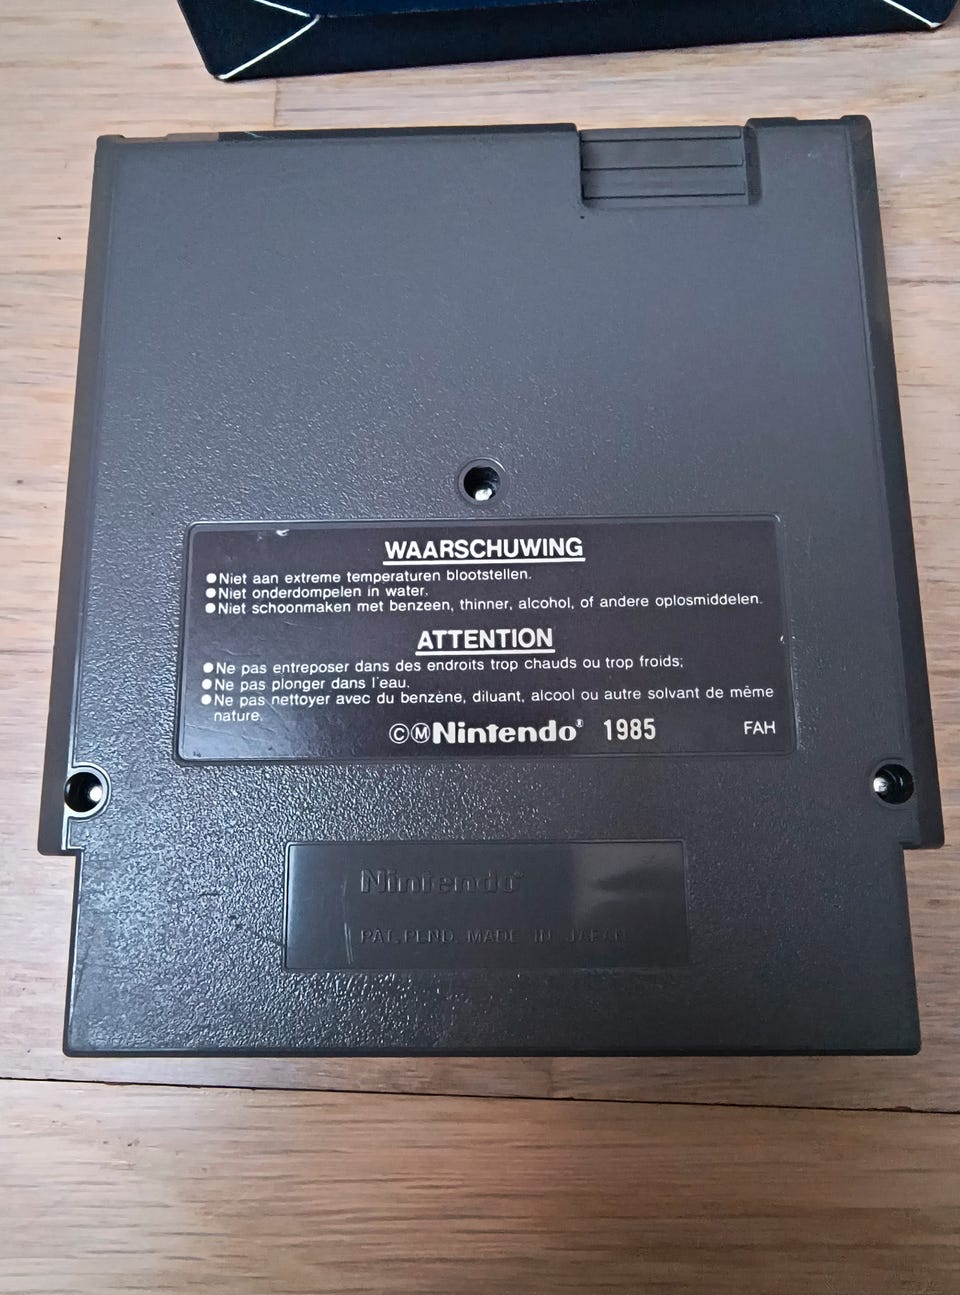 WAARSCHUWING
●Niet aan extreme temperaturen blootstellen.
●Niet onderdompelen in water.
●Niet schoonmaken met benzeen, thinner, alcohol, of andere oplosmiddelen.
ATTENTION
●Ne pas entreposer dans des endroits trop chauds ou trop froids;
●Ne pas plonger dans l'eau.
●Ne pas nettoyer avec du benzène, diluant, alcool ou autre solvant de même
nature.
©ⓂNintendo® 1985 FAH
Nintendo®
PAT. PEND. MADE IN JAPAN